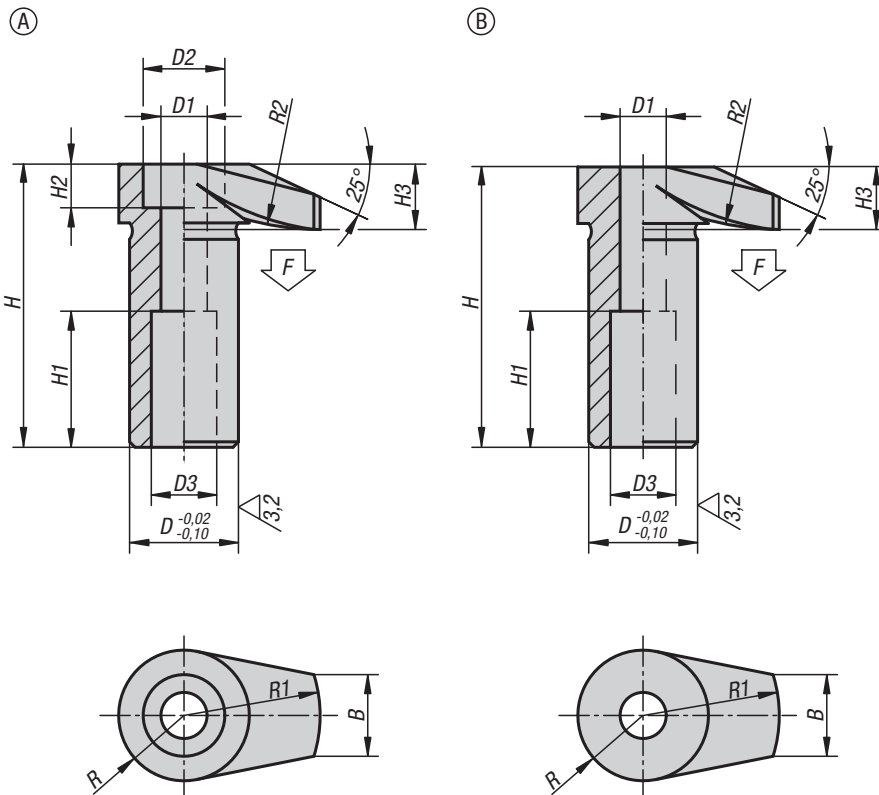 A
D2
D1
R2
25°
H2
H3
F
H
H1
D3
3,2
D -0,02
-0,10
R1
B
R
B
D1
R2
25°
H3
F
H
H1
D3
3,2
D -0,02
-0,10
R1
B
R